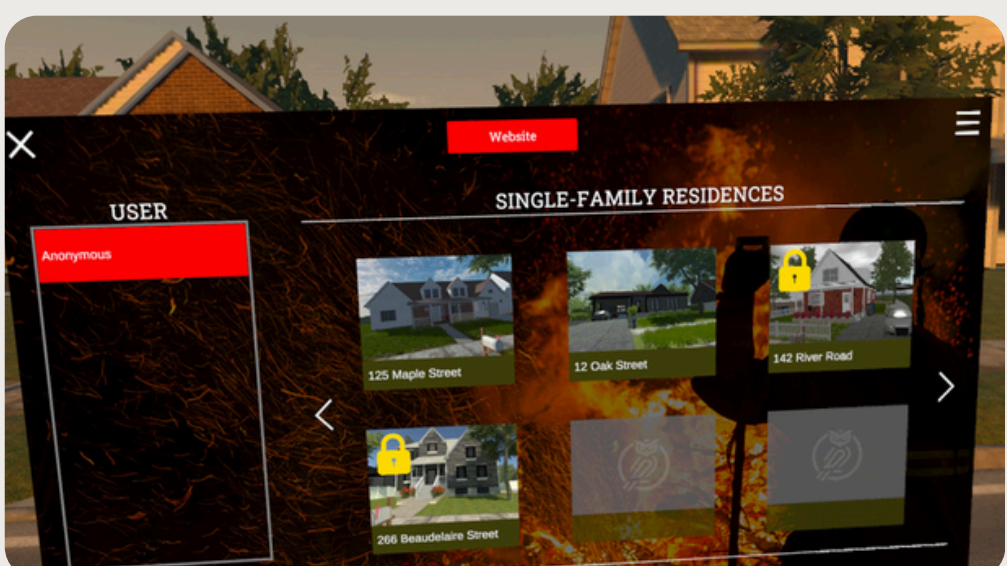 Website
USER
SINGLE-FAMILY RESIDENCES
Anonymous
125 Maple Street
12 Oak Street
142 River Road
266 Beaudelaire Street